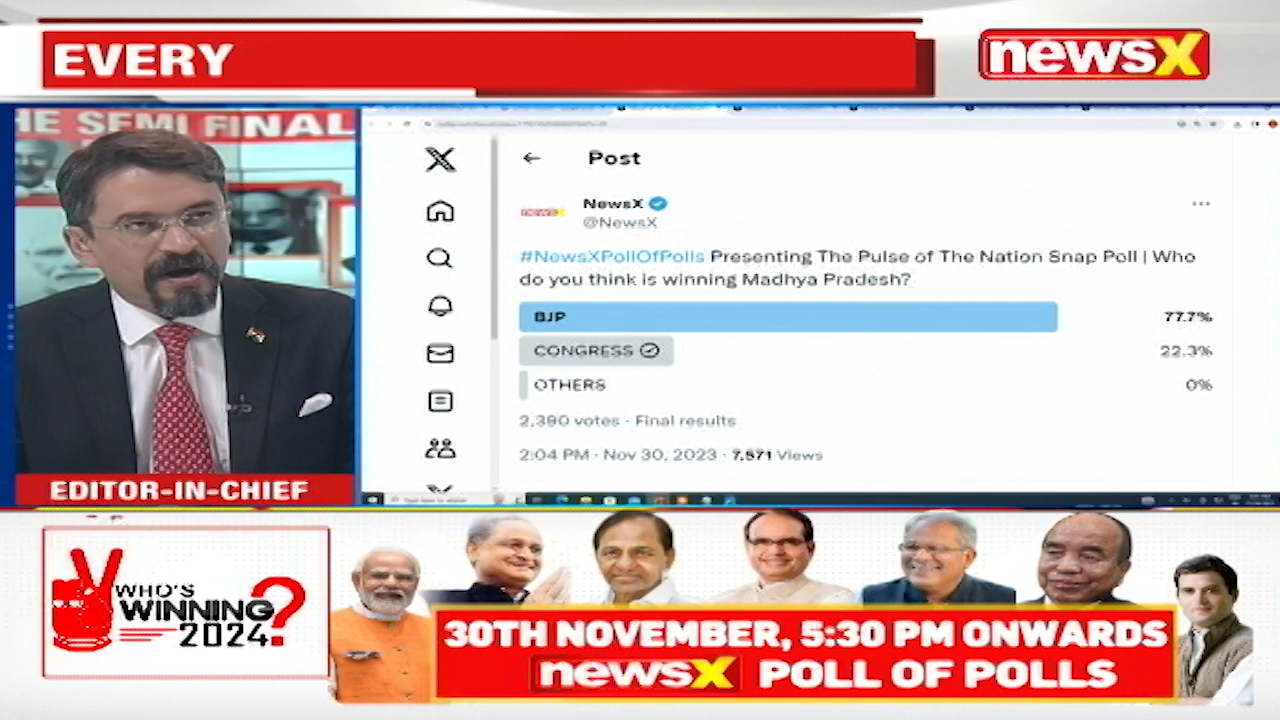 EVERY
newsX
HE SEMI FINAL
Post
NewsX
@NewsX
#NewsXPollOfPolls Presenting The Pulse of The Nation Snap Poll | Who
do you think is winning Madhya Pradesh?
BJP 77.7%
CONGRESS 22.3%
OTHERS 0%
2,390 votes · Final results
2:04 PM · Nov 30, 2023 · 7,571 Views
EDITOR-IN-CHIEF
WHO'S
WINNING?
2024
30TH NOVEMBER, 5:30 PM ONWARDS
newsX POLL OF POLLS